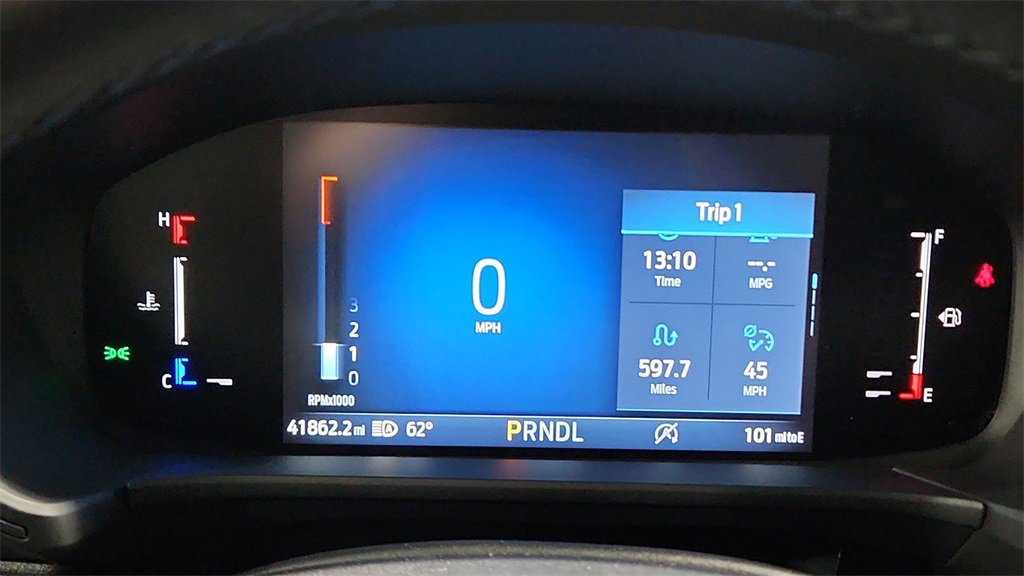 Trip 1
H
F
13:10
--.-
Time
MPG
0
MPH
3
2
1
0
597.7
45
Miles
MPH
C
E
RPMx1000
41862.2 mi
A
62°
PRNDL
A
101 mi to E